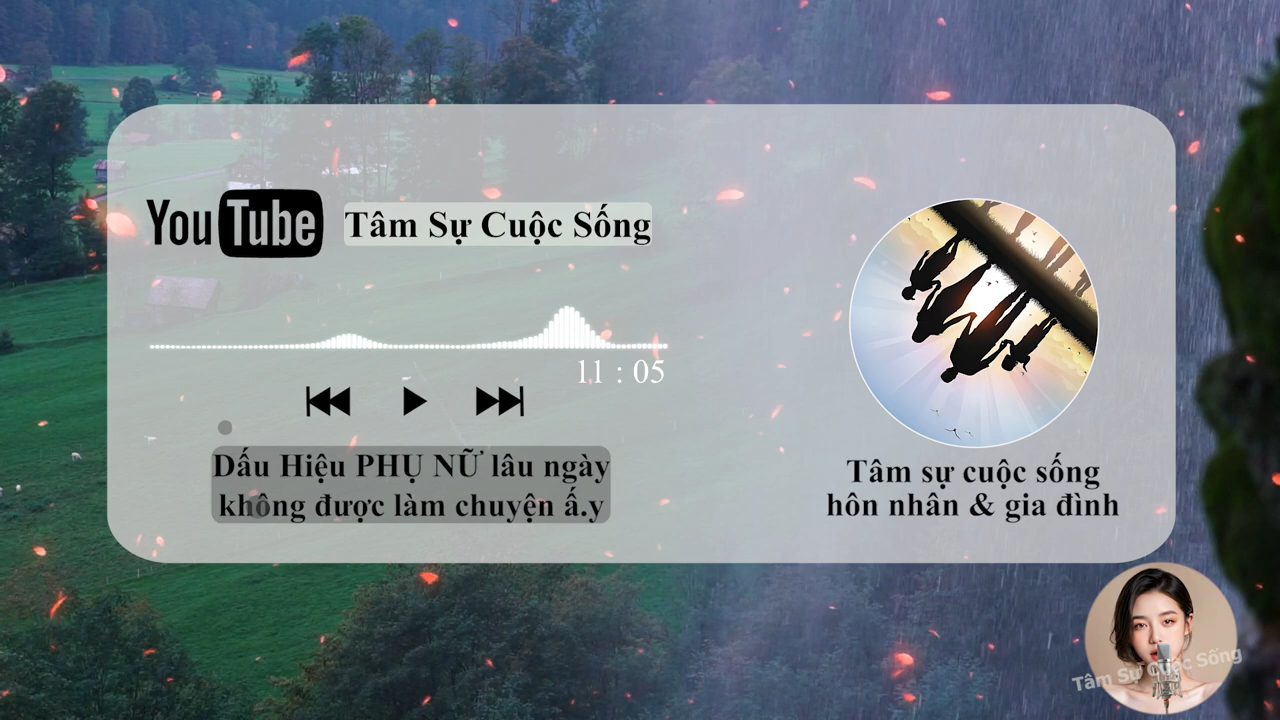 YouTube Tâm Sự Cuộc Sống
11 : 05
Dấu Hiệu PHỤ NỮ lâu ngày
không được làm chuyện ấ.y
Tâm sự cuộc sống
hôn nhân & gia đình
Tâm Sự Cuộc Sống